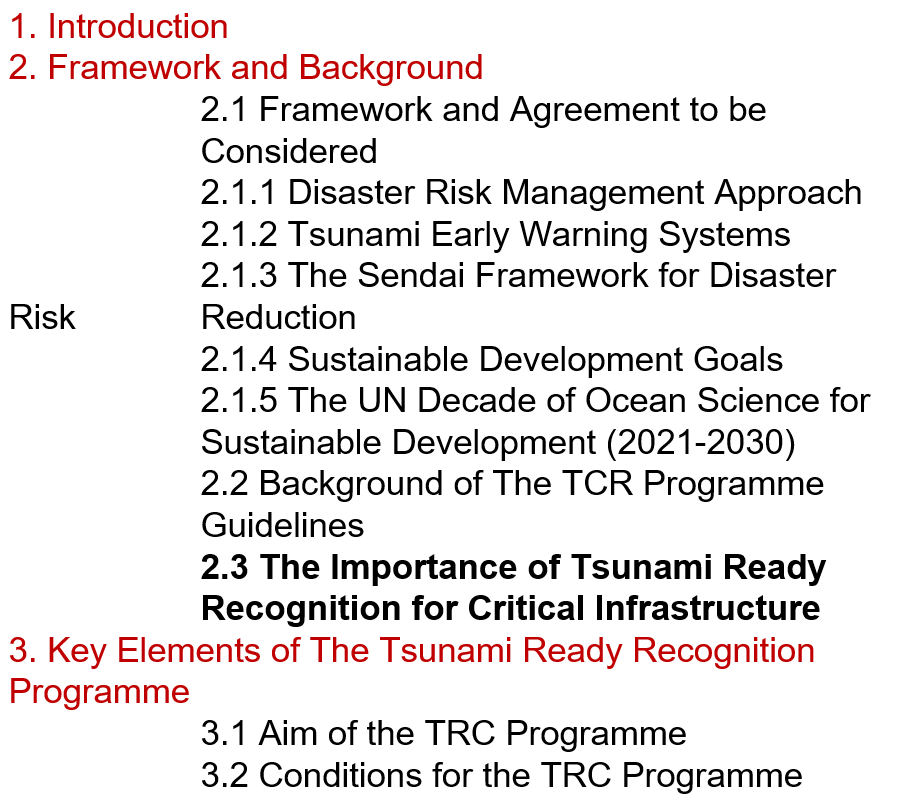 1. Introduction
2. Framework and Background
2.1 Framework and Agreement to be
Considered
2.1.1 Disaster Risk Management Approach
2.1.2 Tsunami Early Warning Systems
2.1.3 The Sendai Framework for Disaster
Risk Reduction
2.1.4 Sustainable Development Goals
2.1.5 The UN Decade of Ocean Science for
Sustainable Development (2021-2030)
2.2 Background of The TCR Programme
Guidelines
2.3 The Importance of Tsunami Ready
Recognition for Critical Infrastructure
3. Key Elements of The Tsunami Ready Recognition
Programme
3.1 Aim of the TRC Programme
3.2 Conditions for the TRC Programme